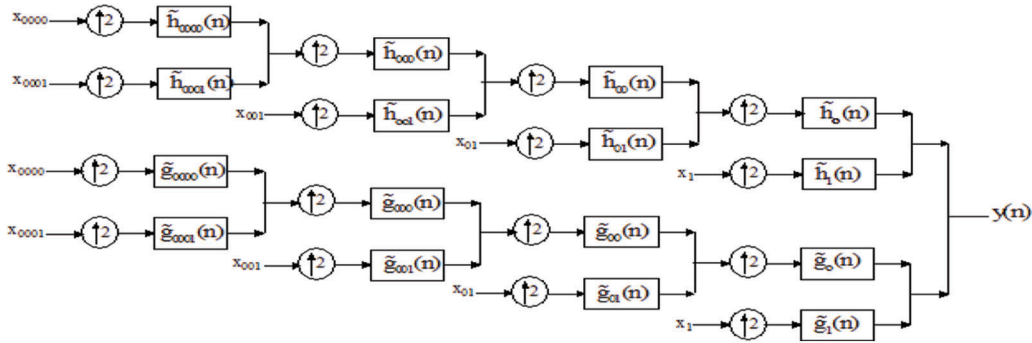 x₀₀₀₀ ↑2 h̃₀₀₀₀(n)
↑2 h̃₀₀₀(n)
x₀₀₀₁ ↑2 h̃₀₀₀₁(n)
↑2 h̃₀₀(n)
x₀₀₁ ↑2 h̃₀₀₁(n)
↑2 h̃₀(n)
x₀₁ ↑2 h̃₀₁(n)
x₁ ↑2 h̃₁(n)
x₀₀₀₀ ↑2 g̃₀₀₀₀(n)
↑2 g̃₀₀₀(n)
y(n)
x₀₀₀₁ ↑2 g̃₀₀₀₁(n)
↑2 g̃₀₀(n)
x₀₀₁ ↑2 g̃₀₀₁(n)
↑2 g̃₀(n)
x₀₁ ↑2 g̃₀₁(n)
x₁ ↑2 g̃₁(n)